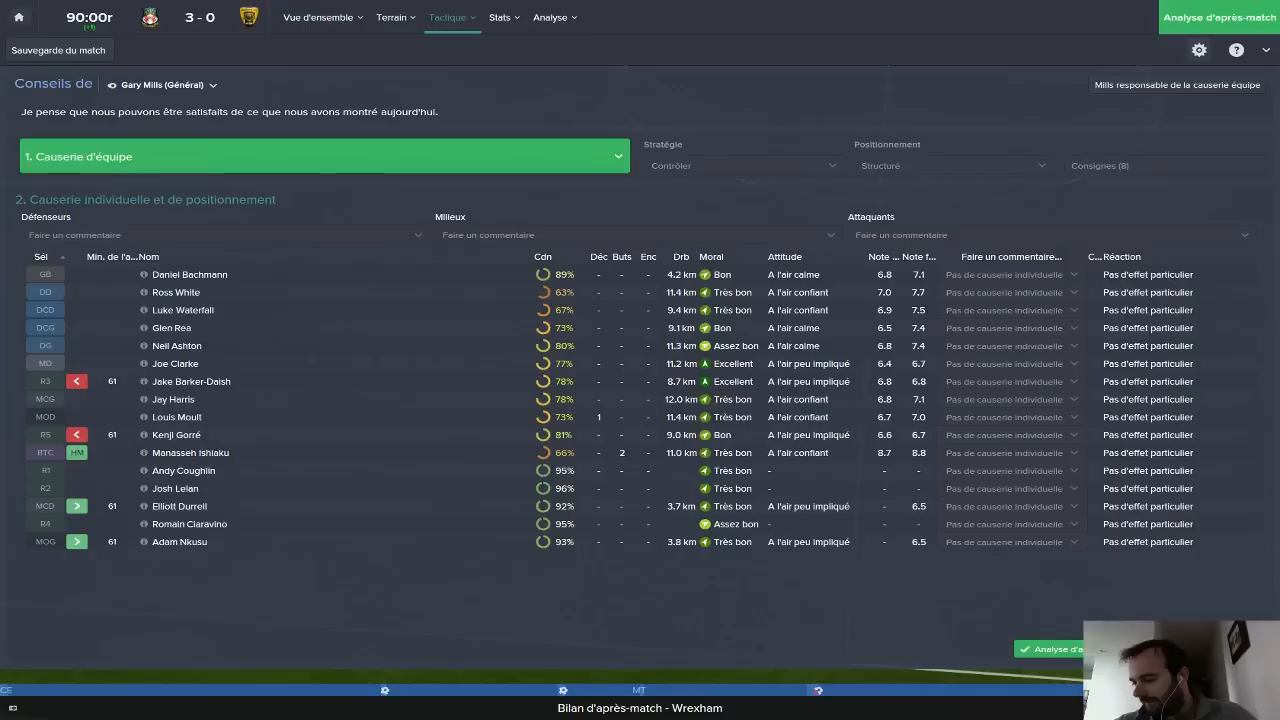 90:00r
(+1)
3 - 0
Vue d'ensemble
Terrain
Tactique
Stats
Analyse
Analyse d'après-match
Sauvegarde du match
Conseils de
Gary Mills (Général)
Mills responsable de la causerie équipe
Je pense que nous pouvons être satisfaits de ce que nous avons montré aujourd'hui.
1. Causerie d'équipe
Stratégie
Contrôler
Positionnement
Structuré
Consignes (8)
2. Causerie individuelle et de positionnement
Défenseurs
Milieux
Attaquants
Faire un commentaire
Faire un commentaire
Faire un commentaire
Sél Min. de l'a... Nom Cdn Déc Buts Enc Drb Moral Attitude Note ... Note f... Faire un commentaire... C... Réaction
GB Daniel Bachmann 89% - - - 4.2 km Bon A l'air calme 6.8 7.1 Pas de causerie individuelle Pas d'effet particulier
DD Ross White 63% - - - 11.4 km Très bon A l'air confiant 7.0 7.7 Pas de causerie individuelle Pas d'effet particulier
DCD Luke Waterfall 67% - - - 9.4 km Très bon A l'air confiant 6.9 7.5 Pas de causerie individuelle Pas d'effet particulier
DCG Glen Rea 73% - - - 9.1 km Bon A l'air calme 6.5 7.4 Pas de causerie individuelle Pas d'effet particulier
DG Neil Ashton 80% - - - 11.3 km Assez bon A l'air calme 6.8 7.4 Pas de causerie individuelle Pas d'effet particulier
MD Joe Clarke 77% - - - 11.2 km Excellent A l'air peu impliqué 6.4 6.7 Pas de causerie individuelle Pas d'effet particulier
R3 61 Jake Barker-Daish 78% - - - 8.7 km Excellent A l'air peu impliqué 6.8 6.8 Pas de causerie individuelle Pas d'effet particulier
MCG Jay Harris 78% - - - 12.0 km Très bon A l'air confiant 6.8 7.1 Pas de causerie individuelle Pas d'effet particulier
MOD Louis Moult 73% 1 - - 11.4 km Très bon A l'air confiant 6.7 7.0 Pas de causerie individuelle Pas d'effet particulier
R5 61 Kenji Gorré 81% - - - 9.0 km Bon A l'air peu impliqué 6.6 6.7 Pas de causerie individuelle Pas d'effet particulier
BTC HM Manasseh Ishiaku 66% - 2 - 11.0 km Très bon A l'air confiant 8.7 8.8 Pas de causerie individuelle Pas d'effet particulier
R1 Andy Coughlin 95% Très bon - - - Pas de causerie individuelle Pas d'effet particulier
R2 Josh Lelan 96% Très bon - - - Pas de causerie individuelle Pas d'effet particulier
MCD 61 Elliott Durrell 92% - - - 3.7 km Très bon A l'air peu impliqué - 6.5 Pas de causerie individuelle Pas d'effet particulier
R4 Romain Ciaravino 95% Assez bon - - - Pas de causerie individuelle Pas d'effet particulier
MOG 61 Adam Nkusu 93% - - - 3.8 km Très bon A l'air peu impliqué - 6.5 Pas de causerie individuelle Pas d'effet particulier
Analyse d'a
CE
MT
Bilan d'après-match - Wrexham